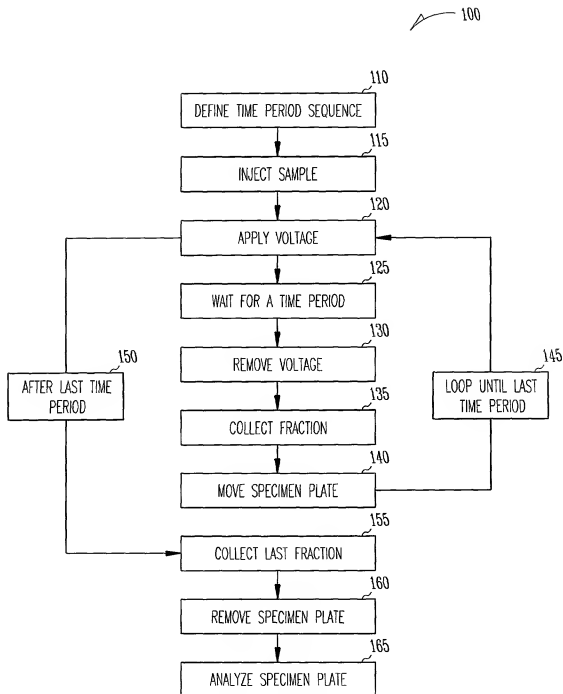 100
110
DEFINE TIME PERIOD SEQUENCE
115
INJECT SAMPLE
120
APPLY VOLTAGE
125
WAIT FOR A TIME PERIOD
130
REMOVE VOLTAGE
150
AFTER LAST TIME
PERIOD
145
LOOP UNTIL LAST
TIME PERIOD
135
COLLECT FRACTION
140
MOVE SPECIMEN PLATE
155
COLLECT LAST FRACTION
160
REMOVE SPECIMEN PLATE
165
ANALYZE SPECIMEN PLATE